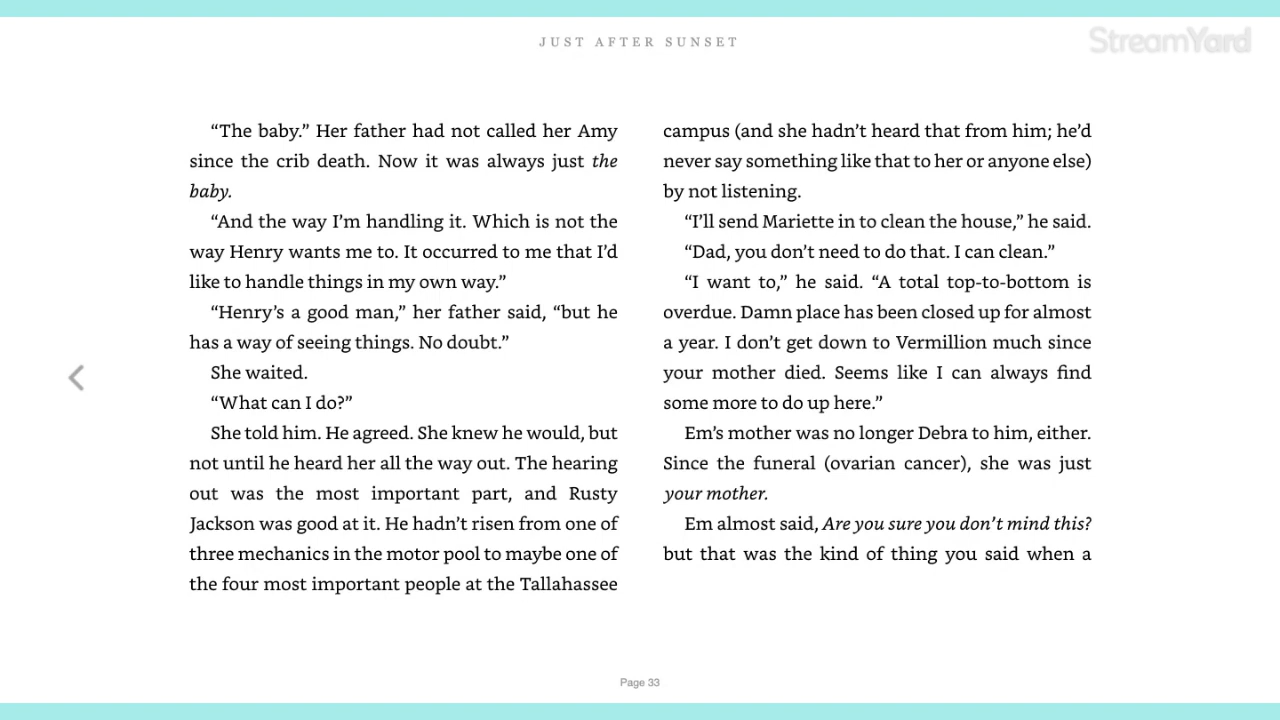 JUST AFTER SUNSET
StreamYard
“The baby.” Her father had not called her Amy
since the crib death. Now it was always just the
baby.
“And the way I’m handling it. Which is not the
way Henry wants me to. It occurred to me that I’d
like to handle things in my own way.”
“Henry’s a good man,” her father said, “but he
has a way of seeing things. No doubt.”
She waited.
“What can I do?”
She told him. He agreed. She knew he would, but
not until he heard her all the way out. The hearing
out was the most important part, and Rusty
Jackson was good at it. He hadn’t risen from one of
three mechanics in the motor pool to maybe one of
the four most important people at the Tallahassee
campus (and she hadn’t heard that from him; he’d
never say something like that to her or anyone else)
by not listening.
“I’ll send Mariette in to clean the house,” he said.
“Dad, you don’t need to do that. I can clean.”
“I want to,” he said. “A total top-to-bottom is
overdue. Damn place has been closed up for almost
a year. I don’t get down to Vermillion much since
your mother died. Seems like I can always find
some more to do up here.”
Em’s mother was no longer Debra to him, either.
Since the funeral (ovarian cancer), she was just
your mother.
Em almost said, Are you sure you don’t mind this?
but that was the kind of thing you said when a
Page 33